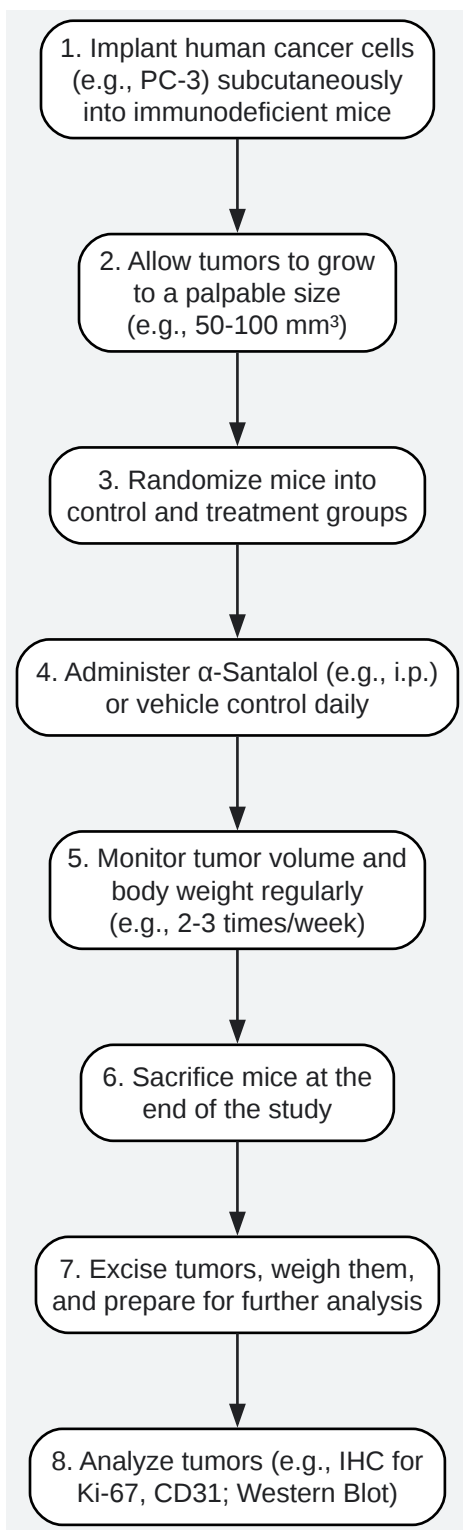 1. Implant human cancer cells
(e.g., PC-3) subcutaneously
into immunodeficient mice
2. Allow tumors to grow
to a palpable size
(e.g., 50-100 mm³)
3. Randomize mice into
control and treatment groups
4. Administer α-Santalol (e.g., i.p.)
or vehicle control daily
5. Monitor tumor volume and
body weight regularly
(e.g., 2-3 times/week)
6. Sacrifice mice at the
end of the study
7. Excise tumors, weigh them,
and prepare for further analysis
8. Analyze tumors (e.g., IHC for
Ki-67, CD31; Western Blot)